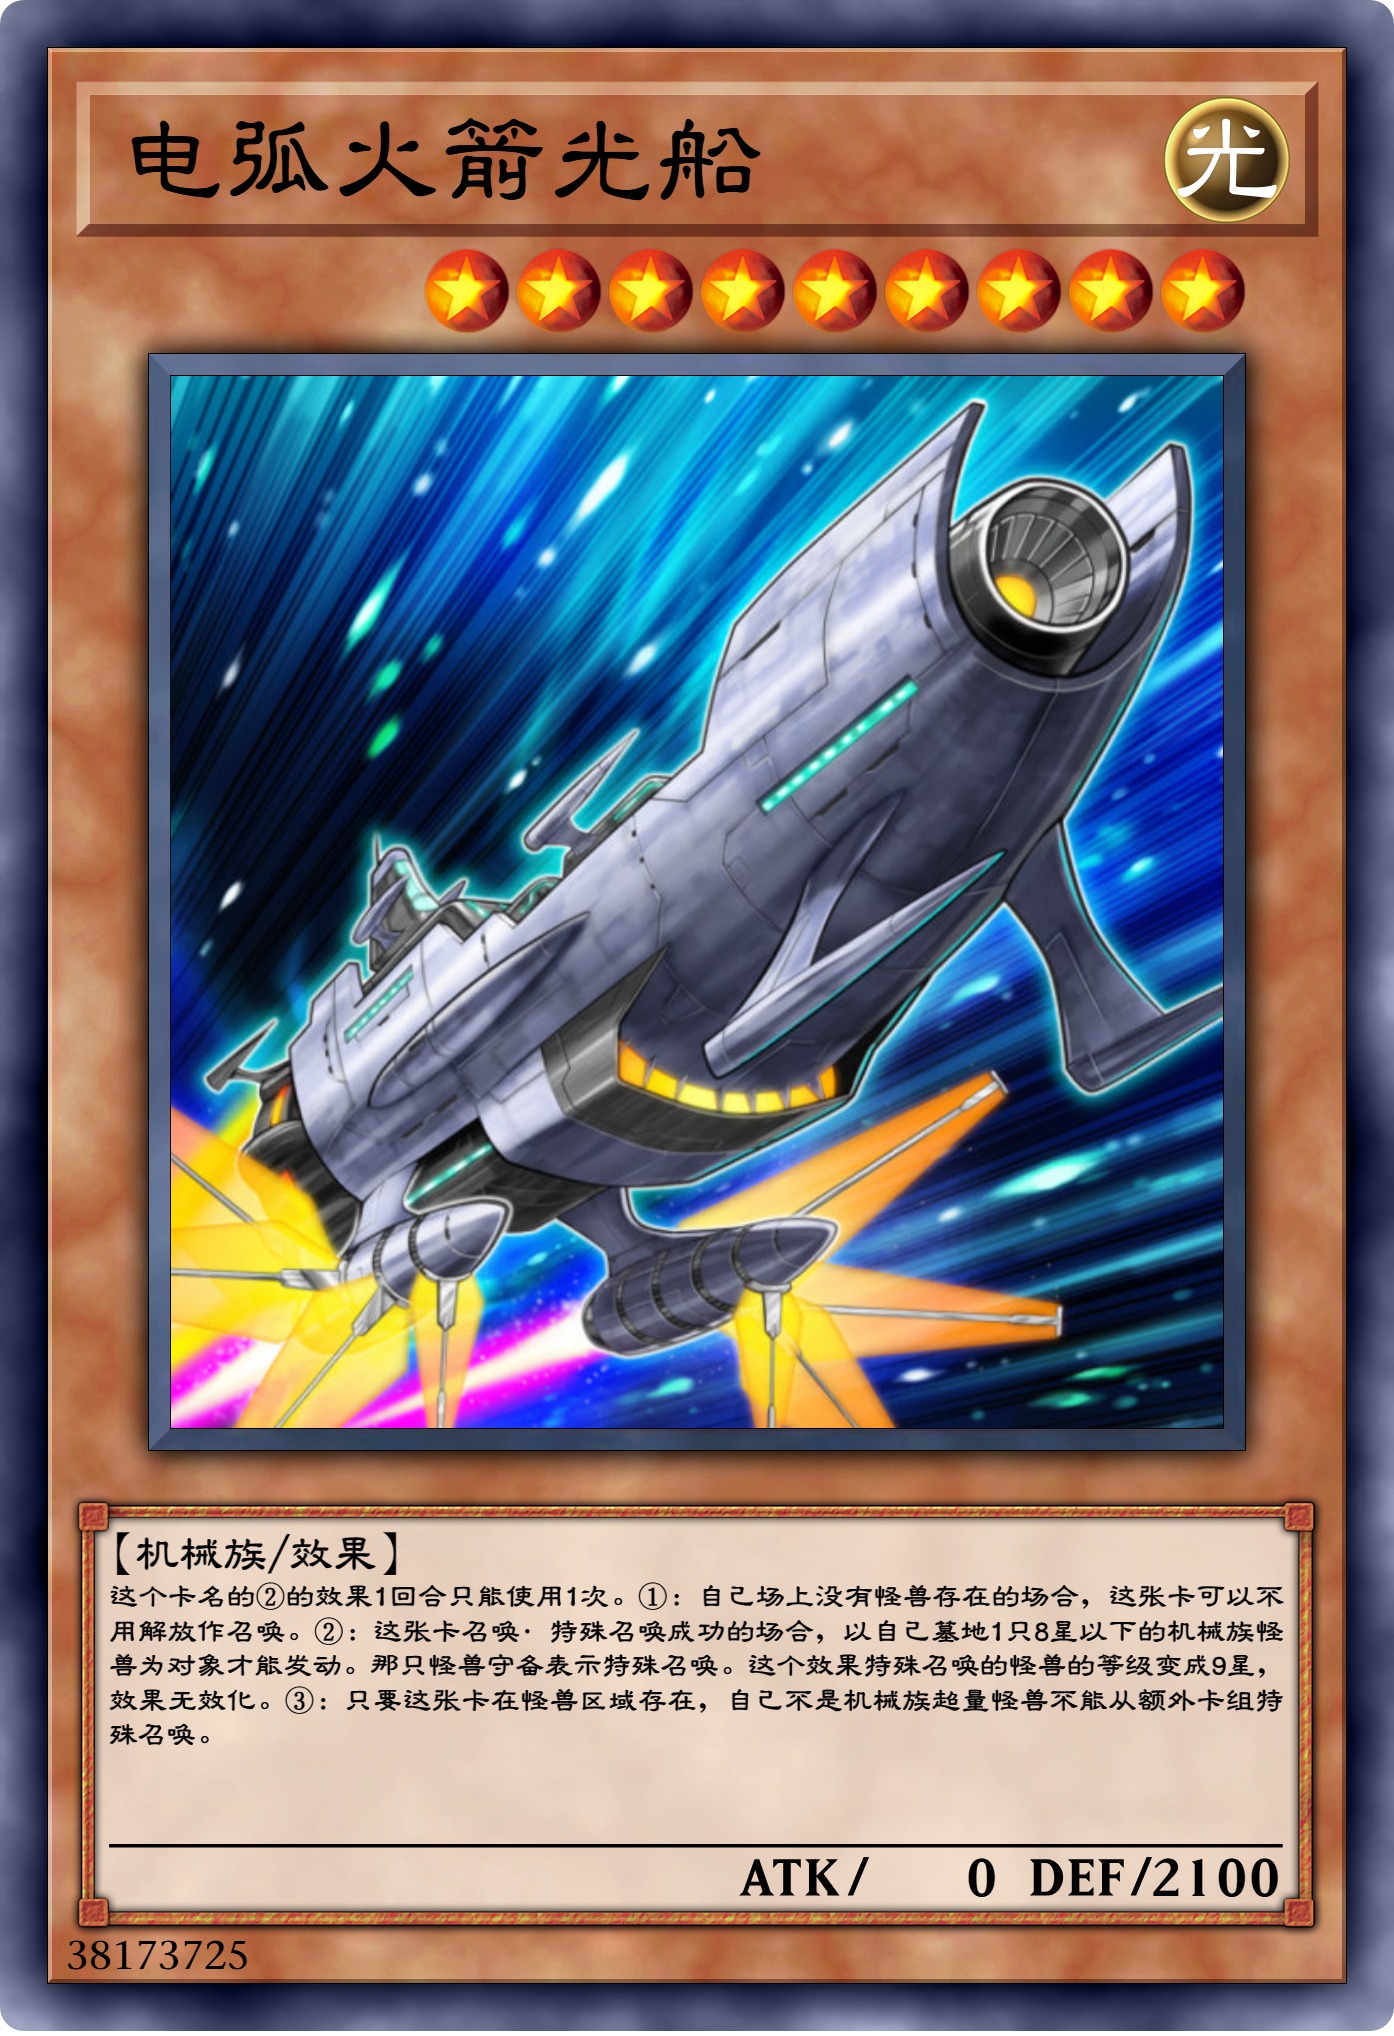 电弧火箭光船
光
【机械族/效果】
这个卡名的②的效果1回合只能使用1次。①：自己场上没有怪兽存在的场合，这张卡可以不
用解放作召唤。②：这张卡召唤·特殊召唤成功的场合，以自己墓地1只8星以下的机械族怪
兽为对象才能发动。那只怪兽守备表示特殊召唤。这个效果特殊召唤的怪兽的等级变成9星，
效果无效化。③：只要这张卡在怪兽区域存在，自己不是机械族超量怪兽不能从额外卡组特
殊召唤。
ATK/ 0 DEF/2100
38173725